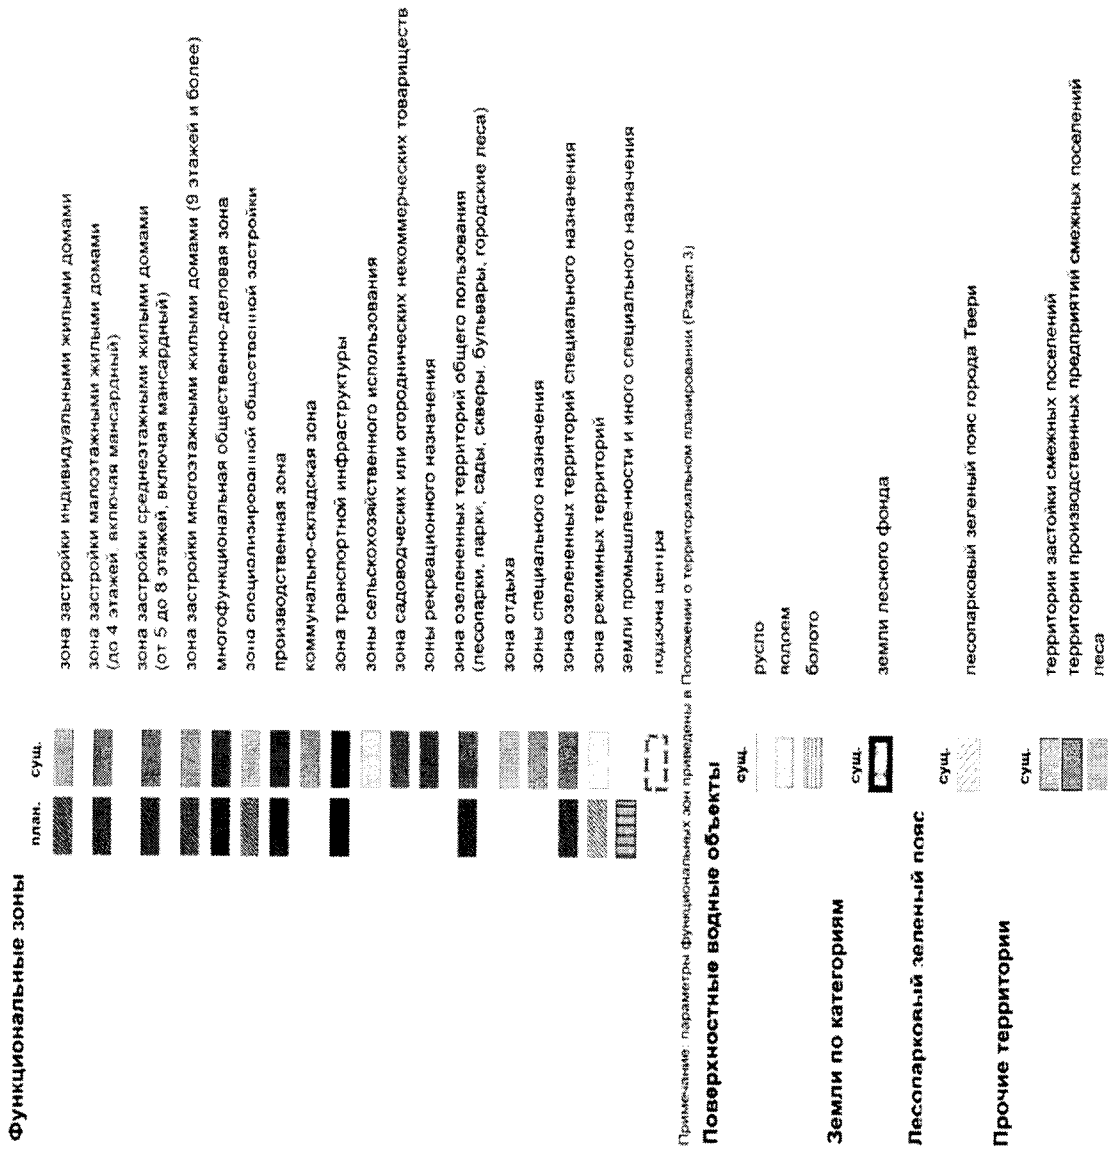 Функциональные зоны
план. сущ.
зона застройки индивидуальными жилыми домами
зона застройки малоэтажными жилыми домами
(до 4 этажей, включая мансардный)
зона застройки среднеэтажными жилыми домами
(от 5 до 8 этажей, включая мансардный)
зона застройки многоэтажными жилыми домами (9 этажей и более)
многофункциональная общественно-деловая зона
зона специализированной общественной застройки
производственная зона
коммунально-складская зона
зона транспортной инфраструктуры
зоны сельскохозяйственного использования
зона садоводческих или огороднических некоммерческих товариществ
зоны рекреационного назначения
зона озелененных территорий общего пользования
(лесопарки, парки, сады, скверы, бульвары, городские леса)
зона отдыха
зоны специального назначения
зона озелененных территорий специального назначения
зона режимных территорий
земли промышленности и иного специального назначения
подзона центра
Примечание: параметры функциональных зон приведены в Положении о территориальном планировании (Раздел 3)
Поверхностные водные объекты
сущ.
русло
водоем
болото
Земли по категориям
сущ.
земли лесного фонда
Лесопарковый зеленый пояс
сущ.
лесопарковый зеленый пояс города Твери
Прочие территории
сущ.
территории застойки смежных поселений
территории производственных предприятий смежных поселений
леса